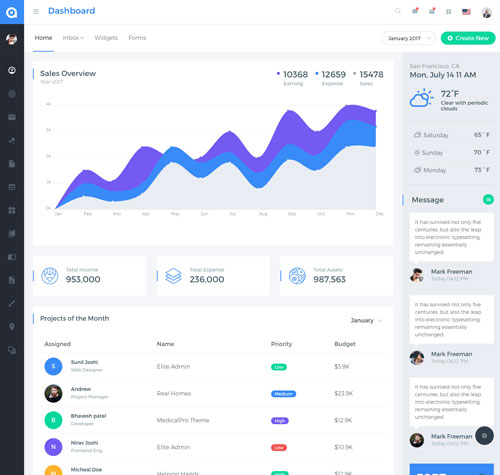 Dashboard
Home
Inbox
Widgets
Forms
January 2017
Create New
Sales Overview
Year 2017
10368
Earning
12659
Expense
15478
Sales
4k
3k
2k
1k
0k
Jan Feb Mar Apr May Jun Jul Aug Sep Oct Nov Dec
Total Income
953,000
Total Expense
236,000
Total Assets
987,563
Projects of the Month
January
Assigned Name Priority Budget
S
Sunil Joshi
Web Designer
Elite Admin
Low
$3.9K
Andrew
Project Manager
Real Homes
Medium
$23.9K
B
Bhavesh patel
Developer
MedicalPro Theme
High
$12.9K
N
Nirav Joshi
Frontend Eng
Elite Admin
Low
$10.9K
M
Micheal Doe
Helping Hands
$12.9K
San Francisco, CA
Mon. July 14 11 AM
72°F
Clear with periodic
clouds
Saturday 65°F
Sunday 70°F
Monday 73°F
Message
It has survived not only five
centuries, but also the leap
into electronic typesetting,
remaining essentially
unchanged.
Mark Freeman
Today 04.12 PM
It has survived not only five
centuries, but also the leap
into electronic typesetting,
remaining essentially
unchanged.
Mark Freeman
Today 04.12 PM
It has survived not only five
centuries, but also the leap
into electronic typesetting,
remaining essentially
unchanged.
Mark Freeman
Today 04.12 PM